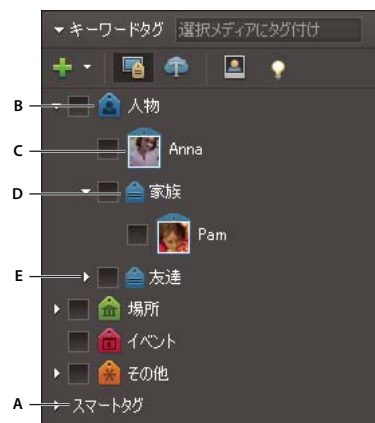 キーワードタグ 選択メディアにタグ付け
B 人物
C Anna
D 家族
Pam
E 友達
場所
イベント
その他
A スマートタグ